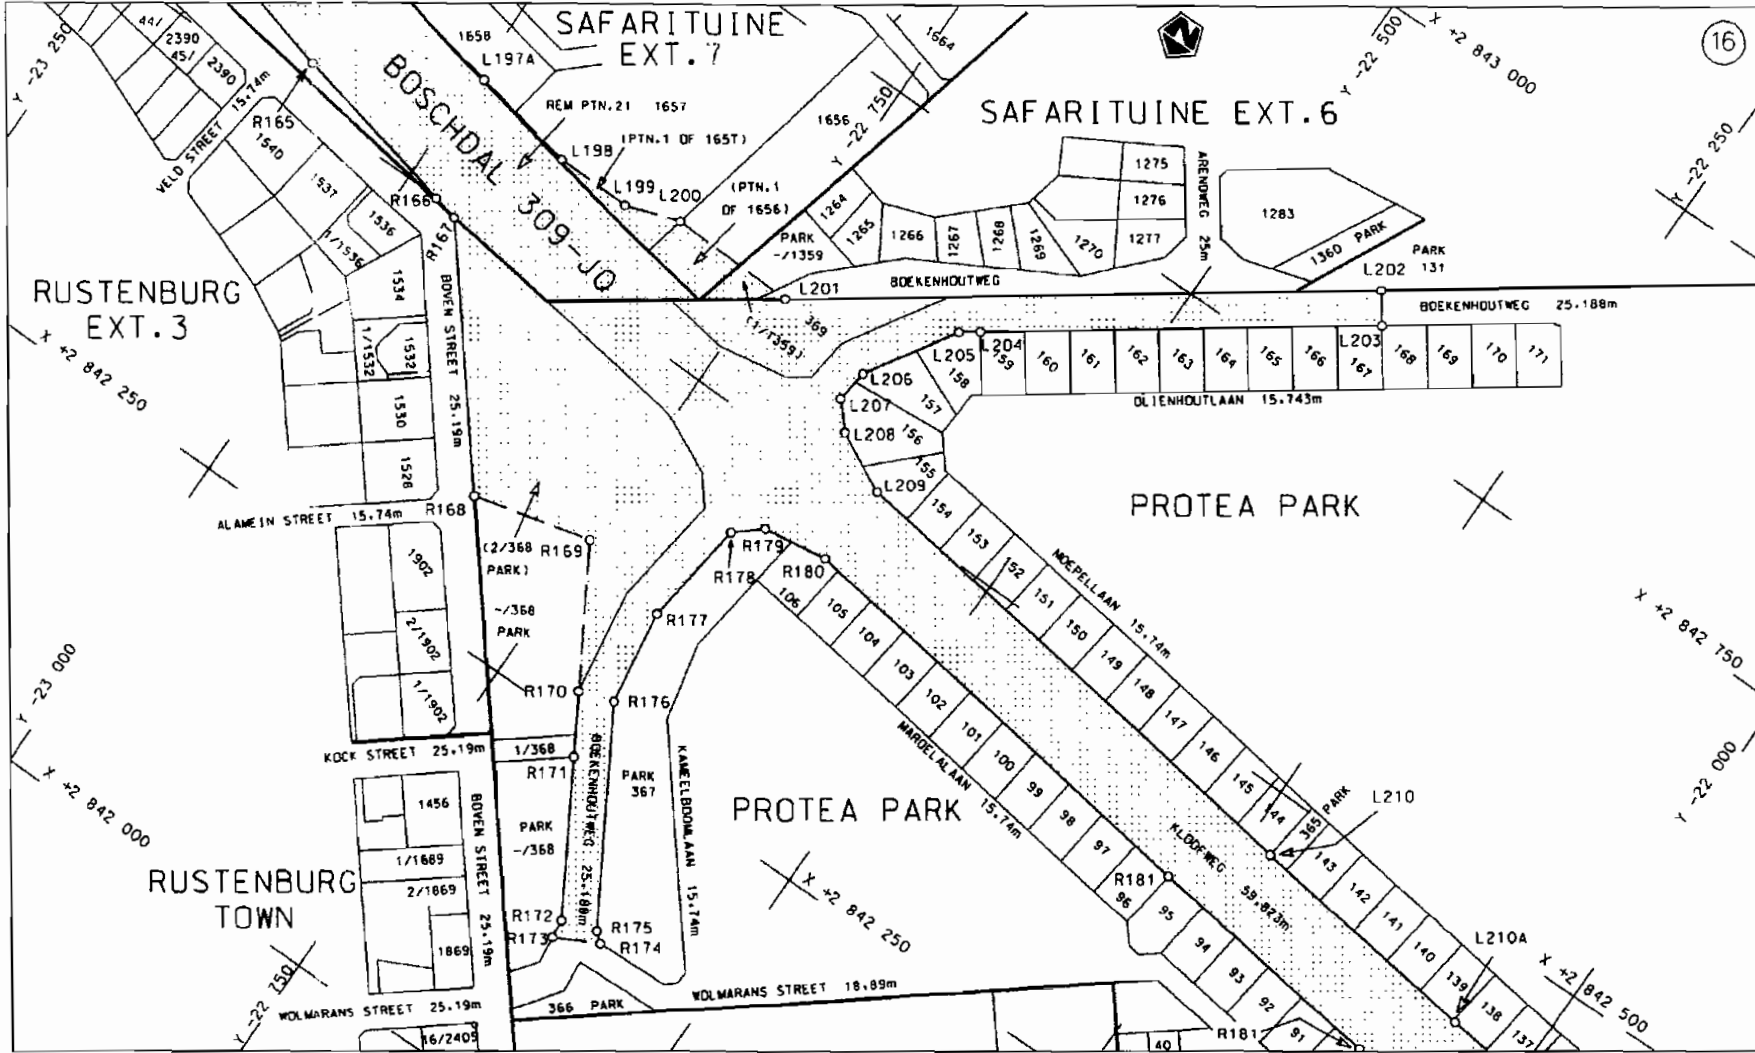 Y -23 250
44/
2390
45/
2390
VELD STREET 15.74m
R165
1540
1537
1536
1/1536
R166
R167
1658
L197A
SAFARITUINE
EXT.7
BOSCHDAL 309-JQ
REM PTN.21 1657
(PTN.1 OF 165T)
L198
L199
L200
(PTN.1
OF 1656)
1656
1664
Y -22 750
Y -22 500
X +2 843 000
16
SAFARITUINE EXT.6
Y -22 250
1264
1265
1266
1267
1268
1269
1270
1275
1276
1277
ARENDWEG 25m
1283
1360 PARK
PARK
131
PARK
-/1359
BOEKENHOUTWEG
L201
L202
BOEKENHOUTWEG 25.188m
369
(1/1359)
RUSTENBURG
EXT.3
X +2 842 250
1534
1/1532
1532
1530
1528
BOVEN STREET 25.19m
L203
L204
L205
L206
L207
L208
L209
159
160
161
162
163
164
165
166
167
168
169
170
171
OLIENHOUTLAAN 15.743m
158
157
156
155
154
153
152
151
150
149
148
147
146
145
144
365 PARK
143
142
141
140
139
138
137
MOEPELLAAN 15.74m
PROTEA PARK
X +2 842 750
ALAMEIN STREET 15.74m
R168
R169
(2/368
PARK)
-/368
PARK
1902
2/1902
1/1902
R170
R171
R176
R177
R178
R179
R180
106
105
104
103
102
101
100
99
98
97
96
95
94
93
92
91
MAROELALAAN 15.74m
Y -23 000
X +2 842 000
KOCK STREET 25.19m
1/368
BOEKENHOUTWEG 25.188m
PARK
367
KAMEELBOOMLAAN 15.74m
PROTEA PARK
L210
KLOOFWEG 59.823m
Y -22 000
1456
1/1689
2/1869
1869
BOVEN STREET 25.19m
PARK
-/368
RUSTENBURG
TOWN
R172
R173
R175
R174
X +2 842 250
R181
L210A
X +2 842 500
Y -22 750
WOLMARANS STREET 25.19m
366 PARK
WOLMARANS STREET 18.89m
16/2405
40
R181